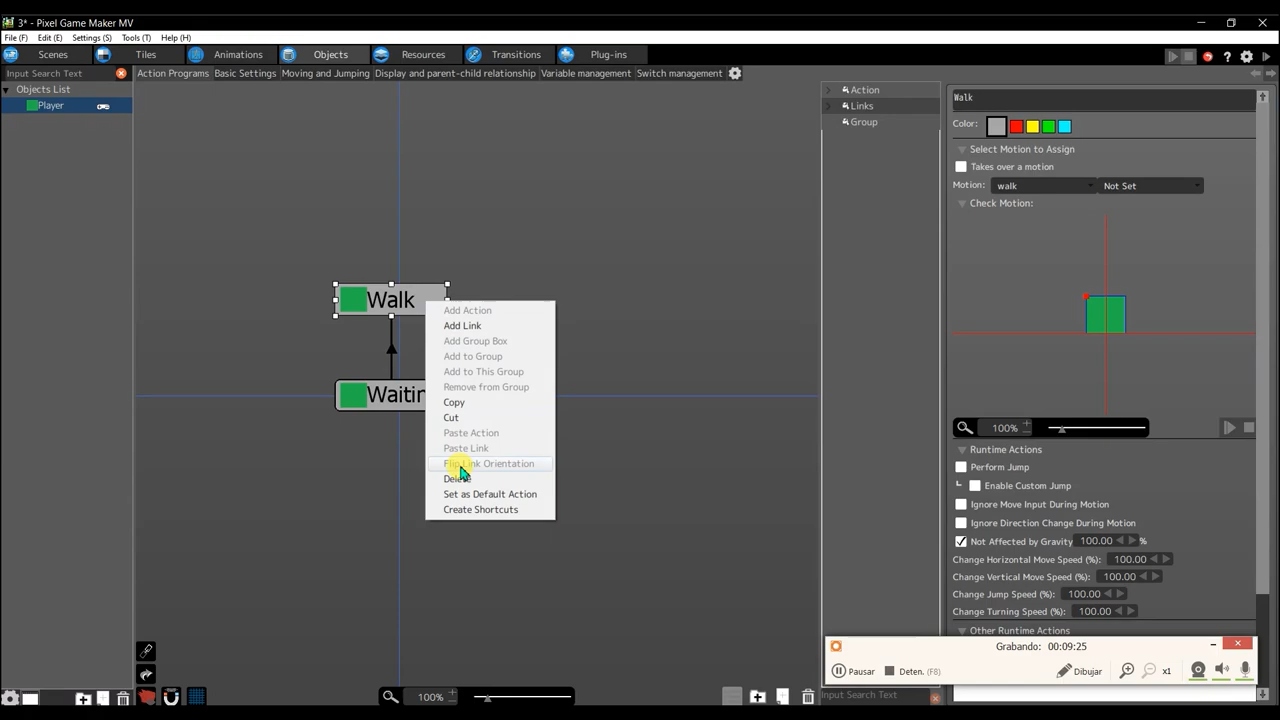 3* - Pixel Game Maker MV
File (F) Edit (E) Settings (S) Tools (T) Help (H)
Scenes Tiles Animations Objects Resources Transitions Plug-ins
Input Search Text Action Programs Basic Settings Moving and Jumping Display and parent-child relationship Variable management Switch management
Objects List
Player
Walk
Waitin
Add Action
Add Link
Add Group Box
Add to Group
Add to This Group
Remove from Group
Copy
Cut
Paste Action
Paste Link
Flip Link Orientation
Delete
Set as Default Action
Create Shortcuts
100%
Action
Links
Group
Input Search Text
Walk
Color:
Select Motion to Assign
Takes over a motion
Motion: walk Not Set
Check Motion:
100%
Runtime Actions
Perform Jump
Enable Custom Jump
Ignore Move Input During Motion
Ignore Direction Change During Motion
Not Affected by Gravity 100.00 %
Change Horizontal Move Speed (%): 100.00
Change Vertical Move Speed (%): 100.00
Change Jump Speed (%): 100.00
Change Turning Speed (%): 100.00
Other Runtime Actions
Grabando: 00:09:25
Pausar Deten. (F8) Dibujar x1